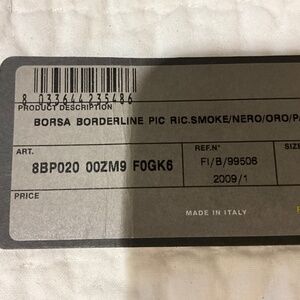 8 033644 235486
PRODUCT DESCRIPTION
BORSA BORDERLINE PIC RIC.SMOKE/NERO/ORO/
ART.
REF.N°
8BP020 00ZM9 F0GK6
FI/B/99506
2009/1
PRICE
MADE IN ITALY